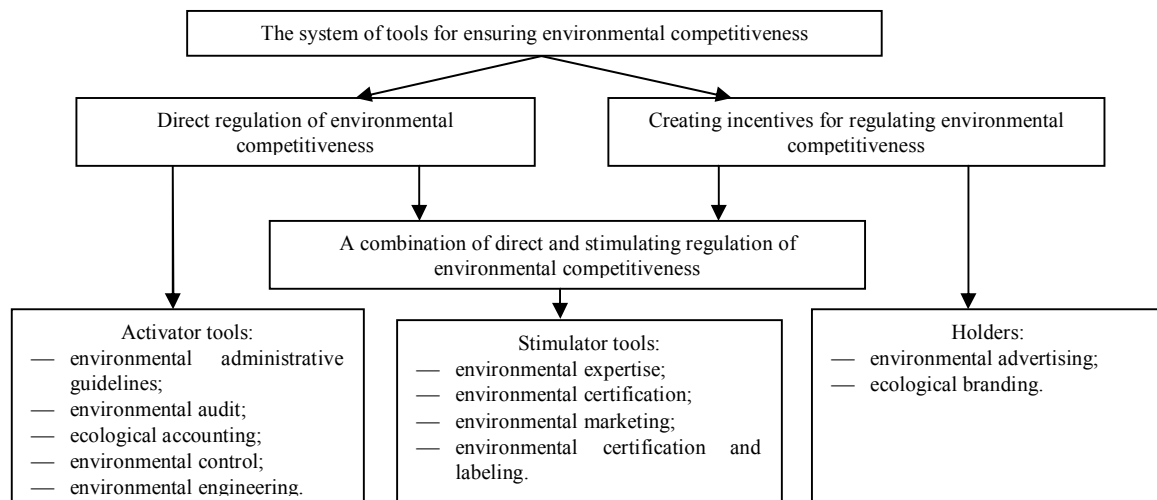 The system of tools for ensuring environmental competitiveness
Direct regulation of environmental
competitiveness
Creating incentives for regulating environmental
competitiveness
A combination of direct and stimulating regulation of
environmental competitiveness
Activator tools:
— environmental administrative
guidelines;
— environmental audit;
— ecological accounting;
— environmental control;
— environmental engineering.
Stimulator tools:
— environmental expertise;
— environmental certification;
— environmental marketing;
— environmental certification and
labeling.
Holders:
— environmental advertising;
— ecological branding.